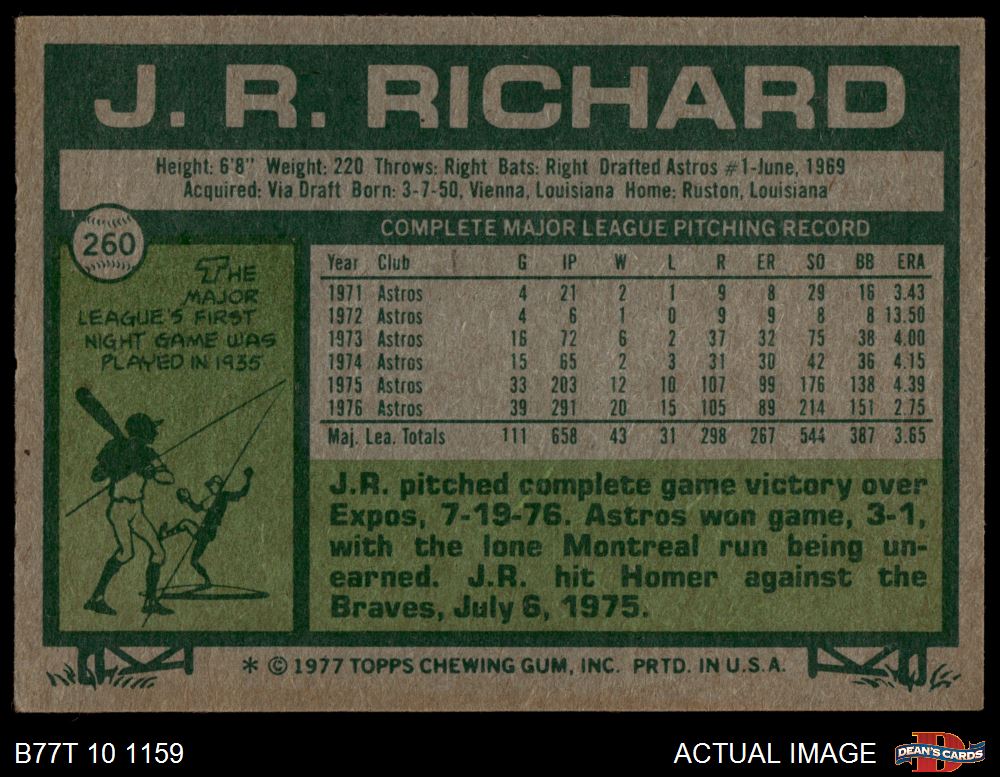 J. R. RICHARD
Height: 6'8" Weight: 220 Throws: Right Bats: Right Drafted Astros #1-June, 1969
Acquired: Via Draft Born: 3-7-50, Vienna, Louisiana Home: Ruston, Louisiana
260
THE
MAJOR
LEAGUE'S FIRST
NIGHT GAME WAS
PLAYED IN 1935
COMPLETE MAJOR LEAGUE PITCHING RECORD
Year Club G IP W L R ER SO BB ERA
1971 Astros 4 21 2 1 9 8 29 16 3.43
1972 Astros 4 6 1 0 9 9 8 8 13.50
1973 Astros 16 72 6 2 37 32 75 38 4.00
1974 Astros 15 65 2 3 31 30 42 36 4.15
1975 Astros 33 203 12 10 107 99 176 138 4.39
1976 Astros 39 291 20 15 105 89 214 151 2.75
Maj. Lea. Totals 111 658 43 31 298 267 544 387 3.65
J.R. pitched complete game victory over
Expos, 7-19-76. Astros won game, 3-1,
with the lone Montreal run being un-
earned. J.R. hit Homer against the
Braves, July 6, 1975.
* © 1977 TOPPS CHEWING GUM, INC. PRTD. IN U.S.A.
B77T 10 1159
ACTUAL IMAGE
B
DEAN'S CARDS